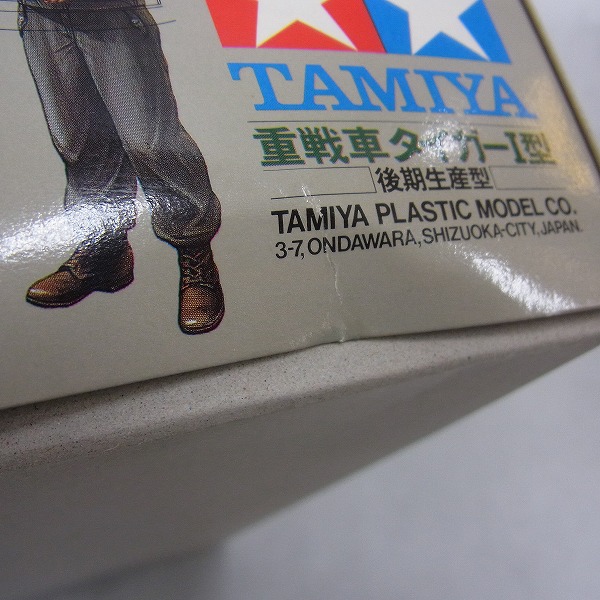 TAMIYA
重戦車タイガーI型
後期生産型
TAMIYA PLASTIC MODEL CO.
3-7, ONDAWARA, SHIZUOKA-CITY, JAPAN.